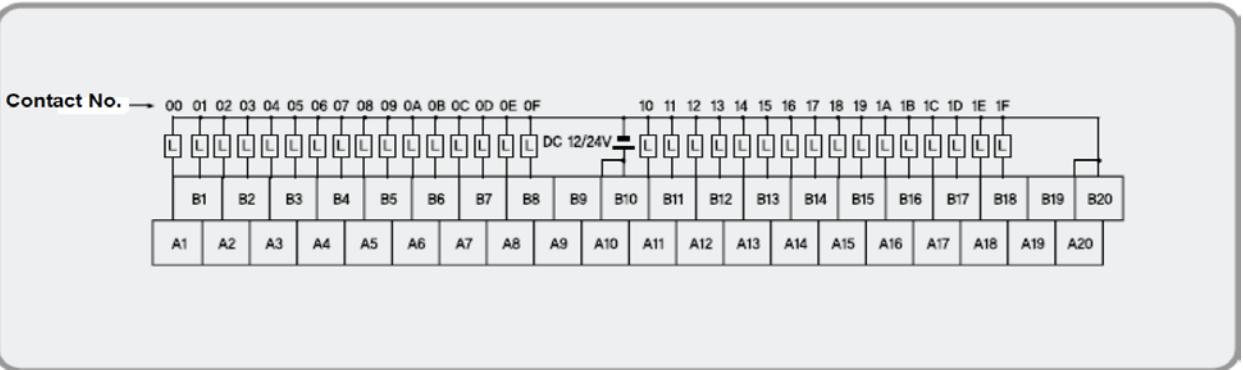 Contact No. 00 01 02 03 04 05 06 07 08 09 0A 0B 0C 0D 0E 0F 10 11 12 13 14 15 16 17 18 19 1A 1B 1C 1D 1E 1F
L L L L L L L L L L L L L L L L DC 12/24V L L L L L L L L L L L L L L L L
B1 B2 B3 B4 B5 B6 B7 B8 B9 B10 B11 B12 B13 B14 B15 B16 B17 B18 B19 B20
A1 A2 A3 A4 A5 A6 A7 A8 A9 A10 A11 A12 A13 A14 A15 A16 A17 A18 A19 A20